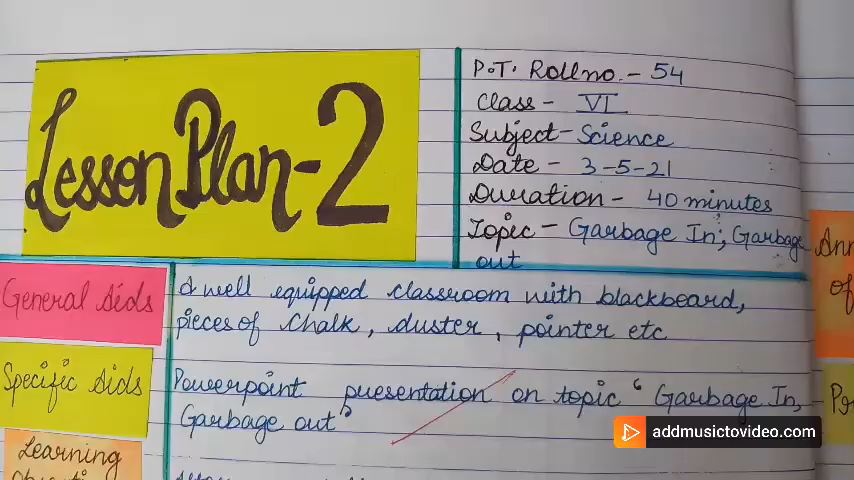 Lesson Plan-2
P.T. Rollno. - 54
Class - VI
Subject - Science
Date - 3-5-21
Duration - 40 minutes
Topic - Garbage In, Garbage
out
General Aids
A well equipped classroom with blackboard,
pieces of chalk, duster, pointer etc
Specific Aids
Powerpoint presentation on topic "Garbage In,
Garbage out"
Learning
Ann
of
addmusictovideo.com